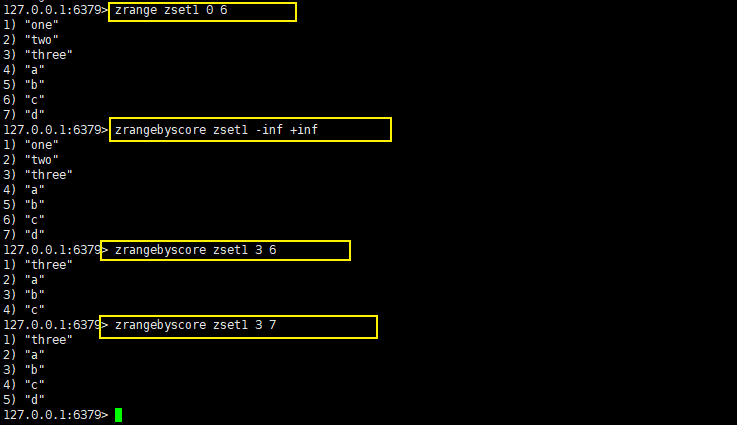 127.0.0.1:6379> zrange zset1 0 6
1) "one"
2) "two"
3) "three"
4) "a"
5) "b"
6) "c"
7) "d"
127.0.0.1:6379> zrangebyscore zset1 -inf +inf
1) "one"
2) "two"
3) "three"
4) "a"
5) "b"
6) "c"
7) "d"
127.0.0.1:6379> zrangebyscore zset1 3 6
1) "three"
2) "a"
3) "b"
4) "c"
127.0.0.1:6379> zrangebyscore zset1 3 7
1) "three"
2) "a"
3) "b"
4) "c"
5) "d"
127.0.0.1:6379>